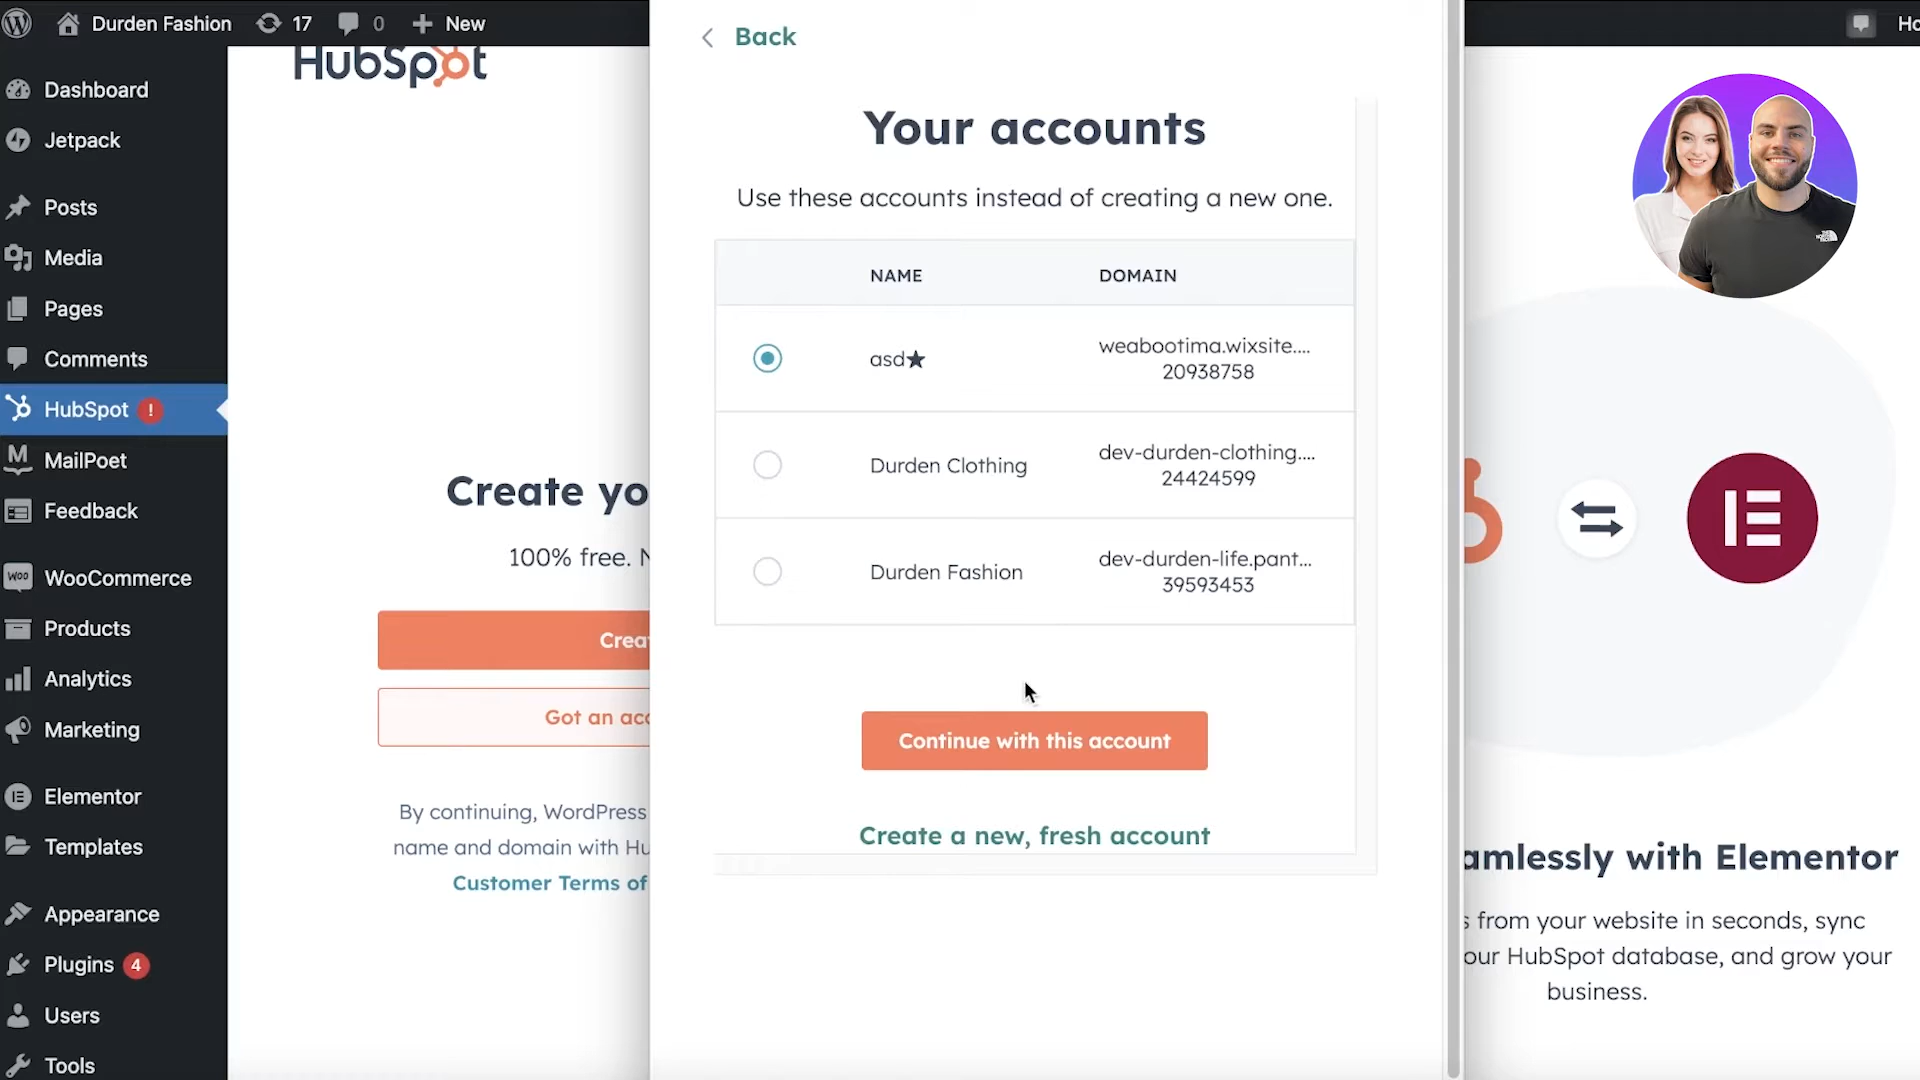 Durden Fashion
17
0
New
Ho
Dashboard
Jetpack
Posts
Media
Pages
Comments
HubSpot !
MailPoet
Feedback
WooCommerce
Products
Analytics
Marketing
Elementor
Templates
Appearance
Plugins 4
Users
Tools
HubSpot
Create yo
100% free. N
Creat
Got an acc
By continuing, WordPress
name and domain with Hu
Customer Terms of
Back
Your accounts
Use these accounts instead of creating a new one.
NAME DOMAIN
asd★ weabootima.wixsite....
20938758
Durden Clothing dev-durden-clothing....
24424599
Durden Fashion dev-durden-life.pant...
39593453
Continue with this account
Create a new, fresh account
amlessly with Elementor
s from your website in seconds, sync
our HubSpot database, and grow your
business.